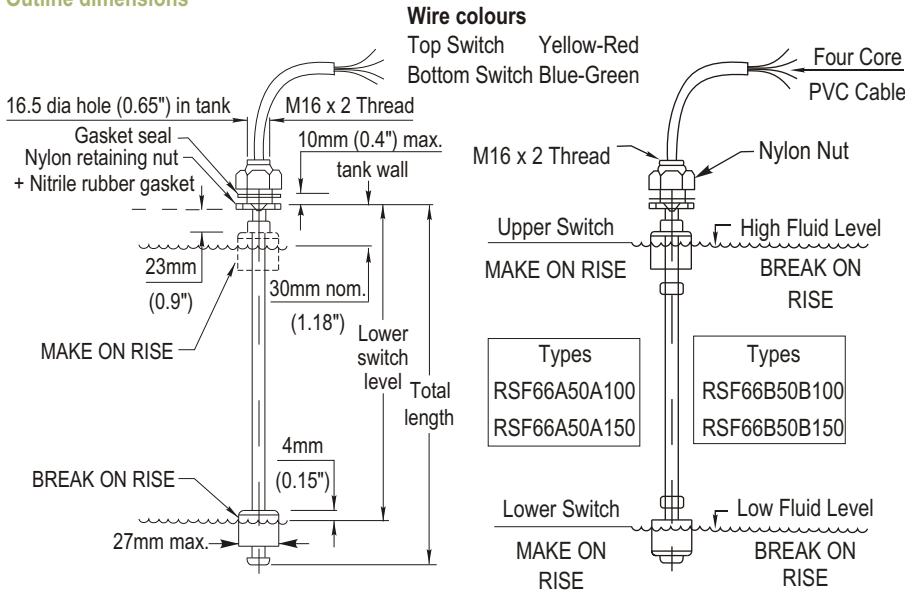 Outline dimensions
Wire colours
Top Switch Yellow-Red
Bottom Switch Blue-Green
Four Core
PVC Cable
16.5 dia hole (0.65") in tank
M16 x 2 Thread
Gasket seal
Nylon retaining nut
+ Nitrile rubber gasket
10mm (0.4") max.
tank wall
M16 x 2 Thread
Nylon Nut
23mm
(0.9")
30mm nom.
(1.18")
MAKE ON RISE
Lower
switch
level
Total
length
4mm
(0.15")
BREAK ON RISE
27mm max.
Upper Switch
MAKE ON RISE
High Fluid Level
BREAK ON
RISE
Types
RSF66A50A100
RSF66A50A150
Types
RSF66B50B100
RSF66B50B150
Lower Switch
MAKE ON
RISE
Low Fluid Level
BREAK ON
RISE